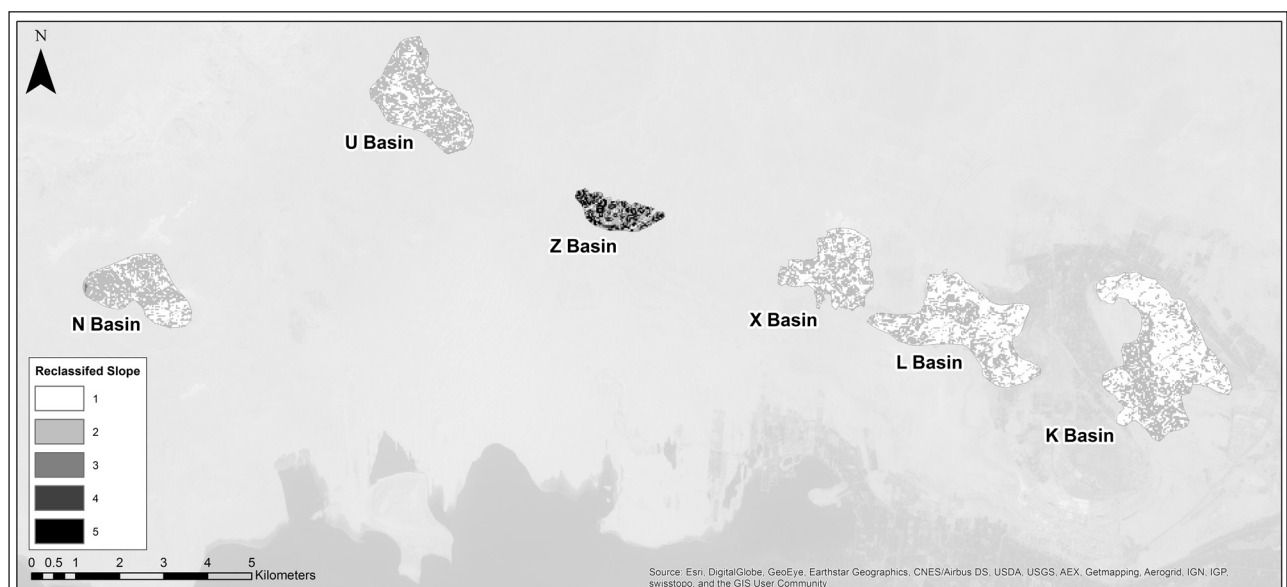 N
U Basin
Z Basin
N Basin
X Basin
L Basin
K Basin
Reclassifed Slope
1
2
3
4
5
0 0.5 1 2 3 4 5
Kilometers
Source: Esri, DigitalGlobe, GeoEye, Earthstar Geographics, CNES/Airbus DS, USDA, USGS, AEX, Getmapping, Aerogrid, IGN, IGP,
swisstopo, and the GIS User Community